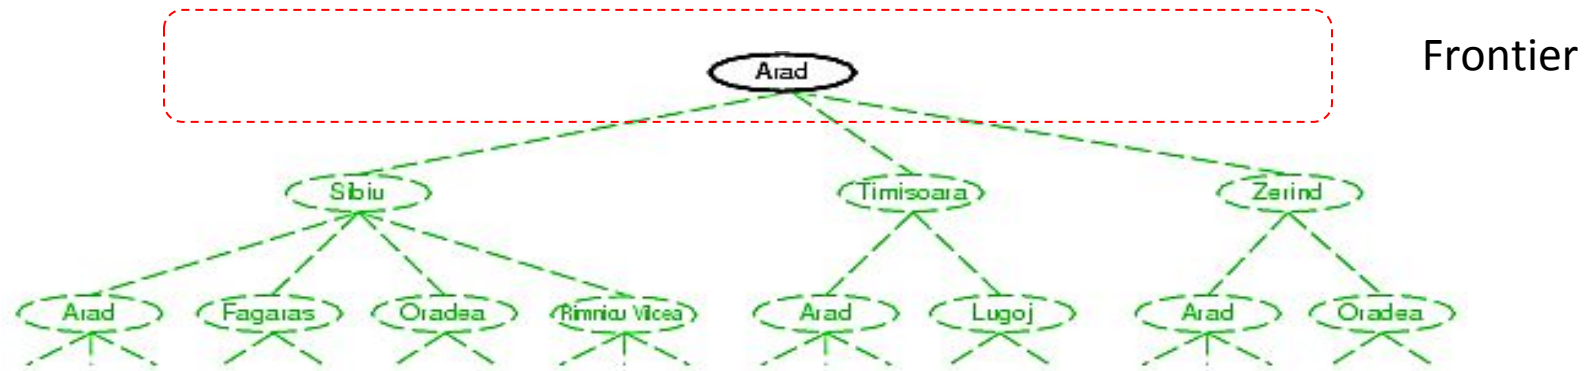 Frontier
Arad
Sibiu
Timisoara
Zerind
Arad
Fagaras
Oradea
Rimnicu Vilcea
Arad
Lugoj
Arad
Oradea